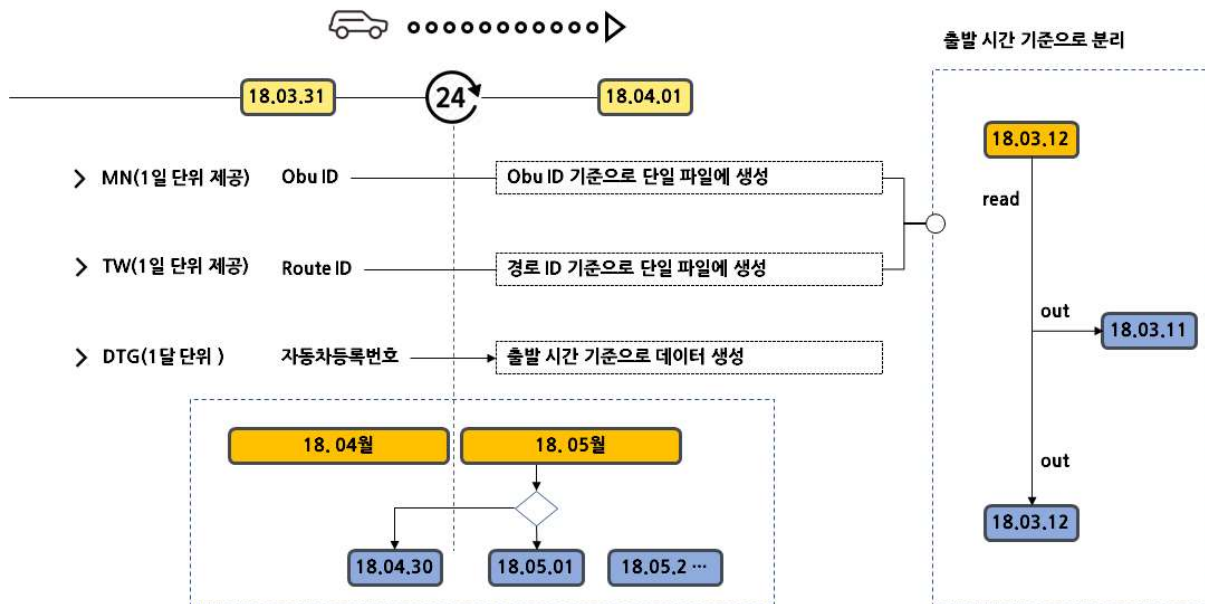 출발 시간 기준으로 분리
18.03.31
24
18.04.01
18.03.12
MN(1일 단위 제공)
Obu ID
Obu ID 기준으로 단일 파일에 생성
read
TW(1일 단위 제공)
Route ID
경로 ID 기준으로 단일 파일에 생성
out
18.03.11
DTG(1달 단위 )
자동차등록번호
출발 시간 기준으로 데이터 생성
18. 04월
18. 05월
out
18.03.12
18.04.30
18.05.01
18.05.2 …